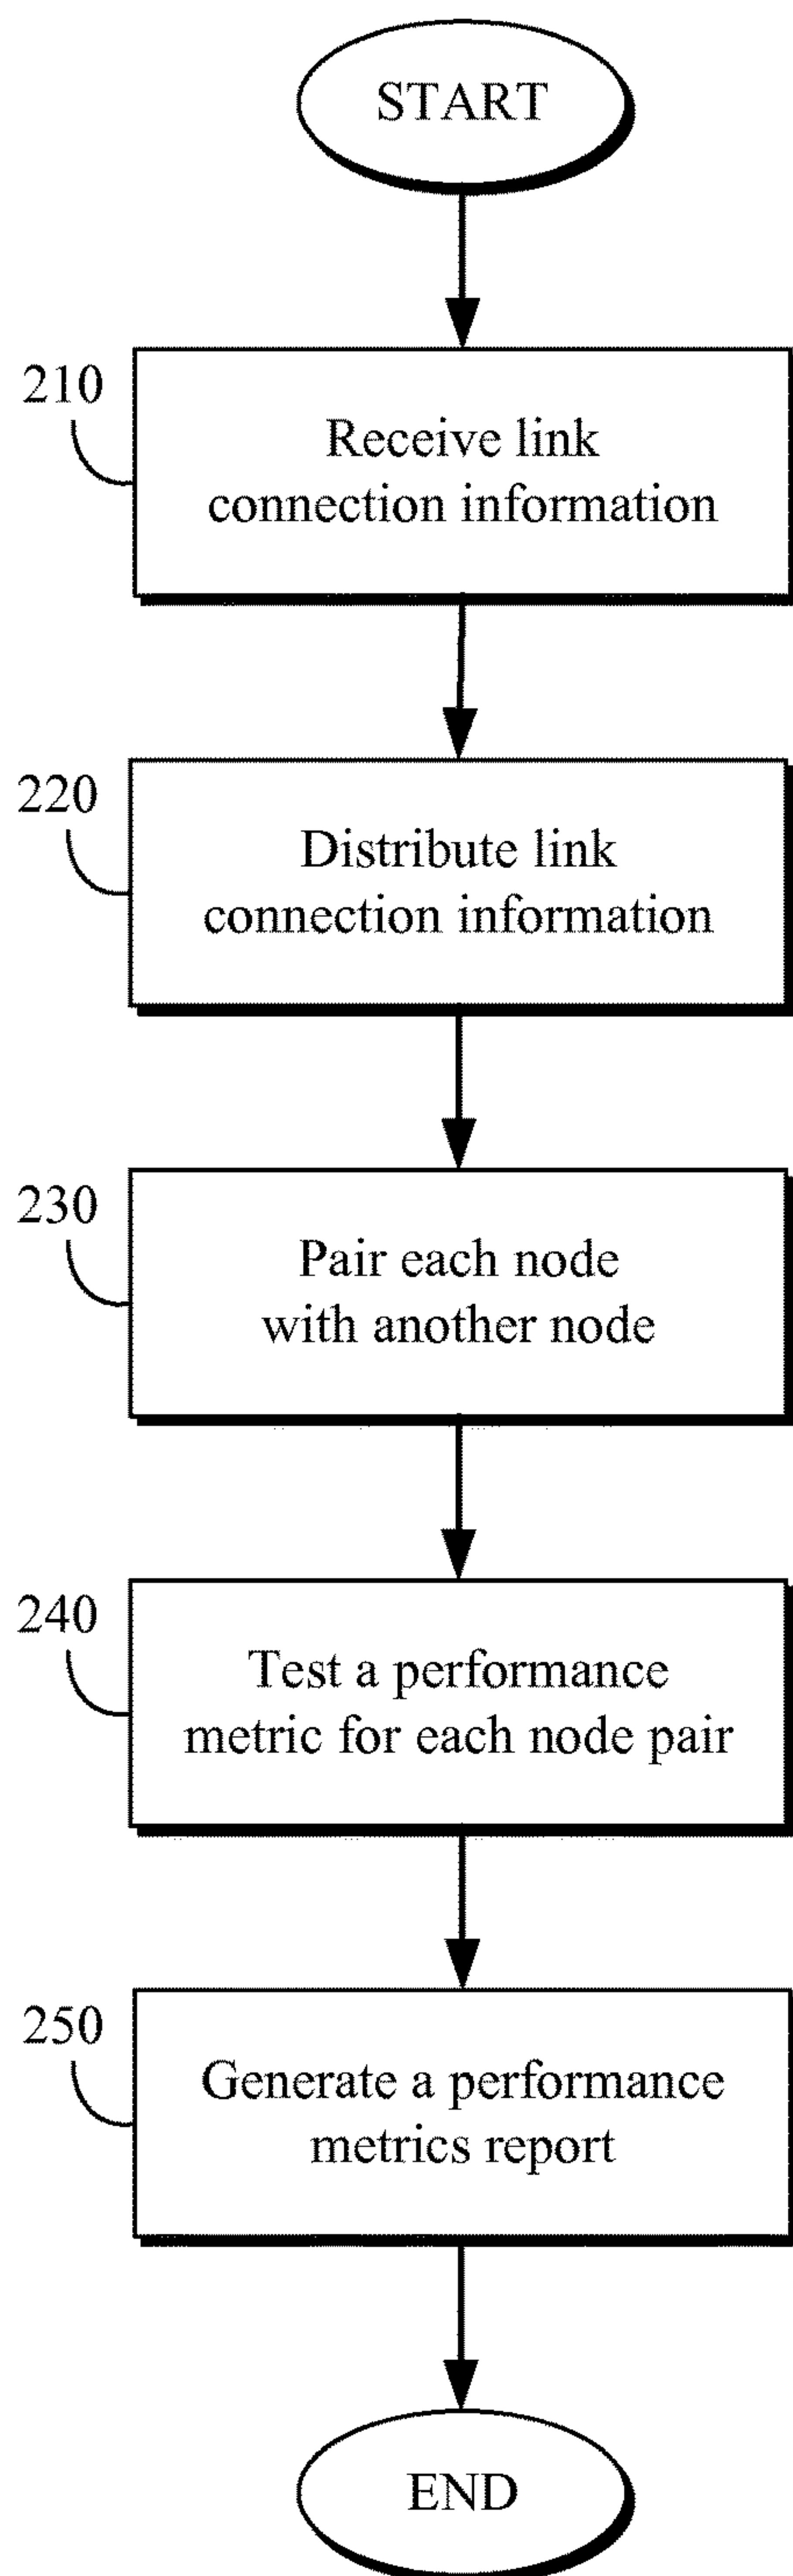 START
210
Receive link
connection information
220
Distribute link
connection information
230
Pair each node
with another node
240
Test a performance
metric for each node pair
250
Generate a performance
metrics report
END